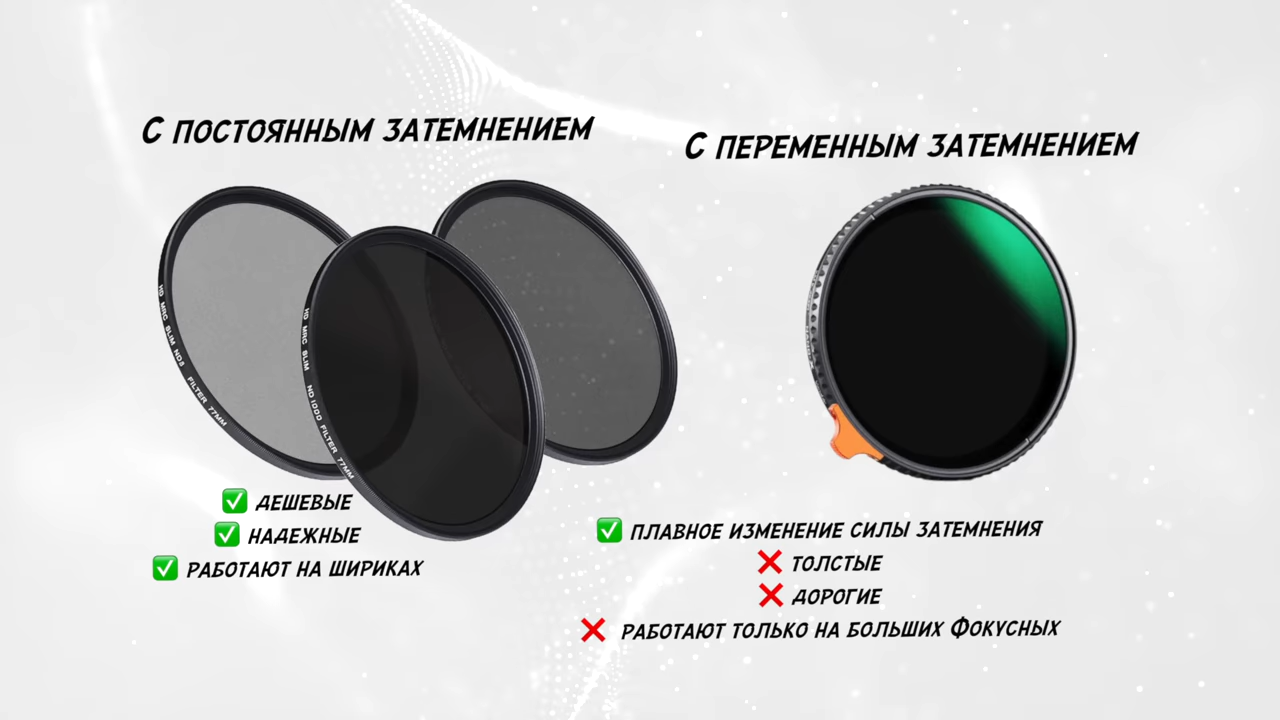 С постоянным затемнением
HD MRC SLIM ND8 FILTER 77MM
HD MRC SLIM ND1000 FILTER 77MM
✅ дешевые
✅ надежные
✅ работают на шириках
С переменным затемнением
✅ плавное изменение силы затемнения
❌ толстые
❌ дорогие
❌ работают только на больших Фокусных